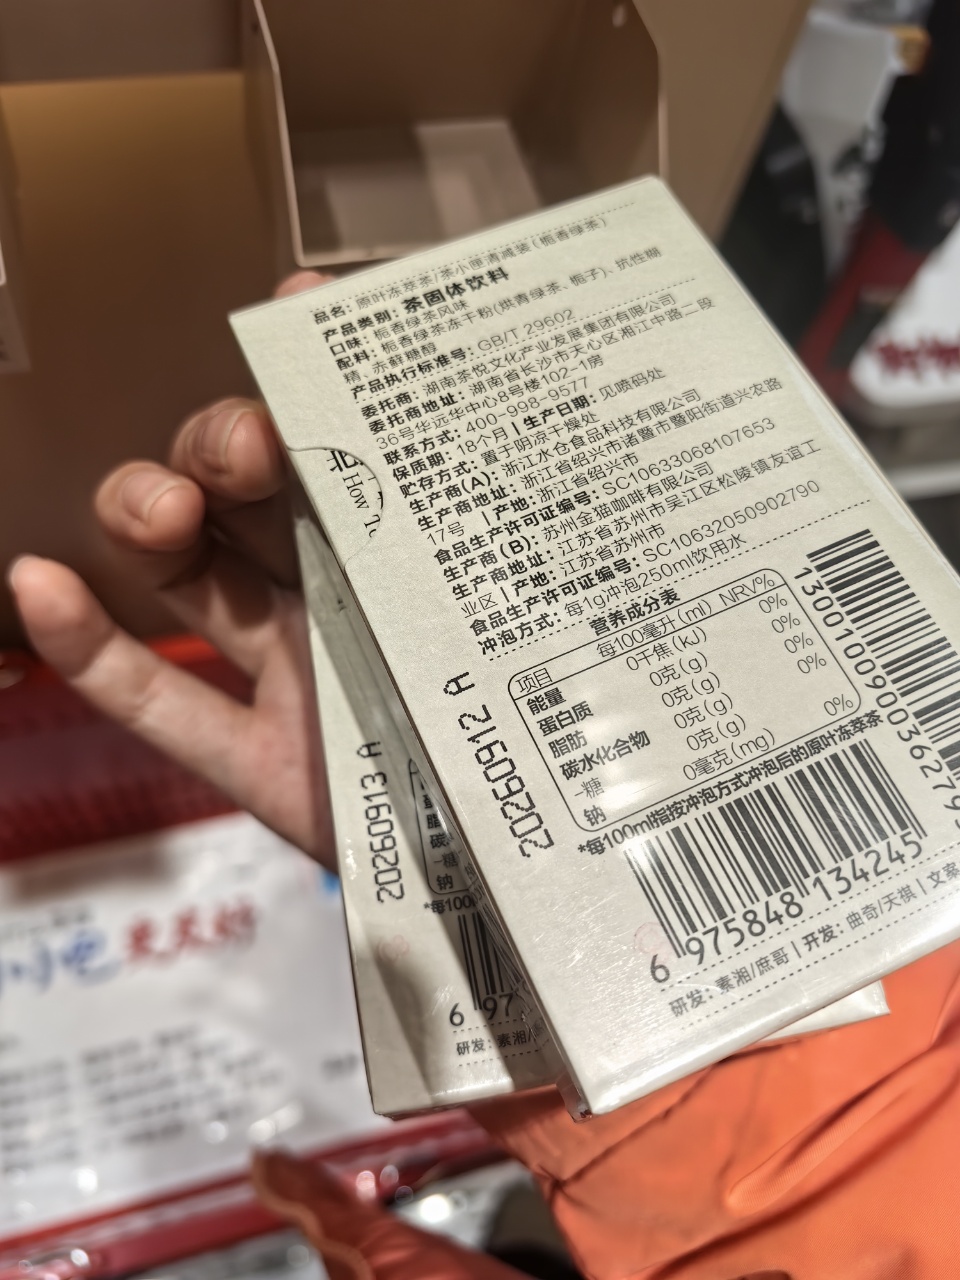 品名：原叶冻萃茶/茶小匣清减装（栀香绿茶）
产品类别：茶固体饮料
口味：栀香绿茶风味
配料：栀香绿茶冻干粉(烘青绿茶、栀子)、抗性糊
精、赤藓糖醇
产品执行标准号：GB/T 29602
委托商：湖南茶悦文化产业发展集团有限公司
委托商地址：湖南省长沙市天心区湘江中路二段
36号华远华中心8号楼102-1房
联系方式：400-998-9577
保质期：18个月 | 生产日期：见喷码处
贮存方式：置于阴凉干燥处
生产商(A)：浙江水仓食品科技有限公司
生产商地址：浙江省绍兴市诸暨市暨阳街道兴农路
17号 | 产地：浙江省绍兴市
食品生产许可证编号：SC10633068107653
生产商(B)：苏州金猫咖啡有限公司
生产商地址：江苏省苏州市吴江区松陵镇友谊工
业区 | 产地：江苏省苏州市
食品生产许可证编号：SC10632050902790
冲泡方式：每1g冲泡250ml饮用水
营养成分表
项目 每100毫升(ml) NRV%
能量 0千焦(kJ) 0%
蛋白质 0克(g) 0%
脂肪 0克(g) 0%
碳水化合物 0克(g) 0%
-糖 0克(g)
钠 0毫克(mg) 0%
*每100ml指按冲泡方式冲泡后的原叶冻萃茶
20260912 A
130010090036279
6 975848 134245
研发：素湘/庶哥 | 开发：曲奇/天祺 | 文案
How T
20260913 A
碳
-糖
钠
*每100
6 97
研发：素湘/